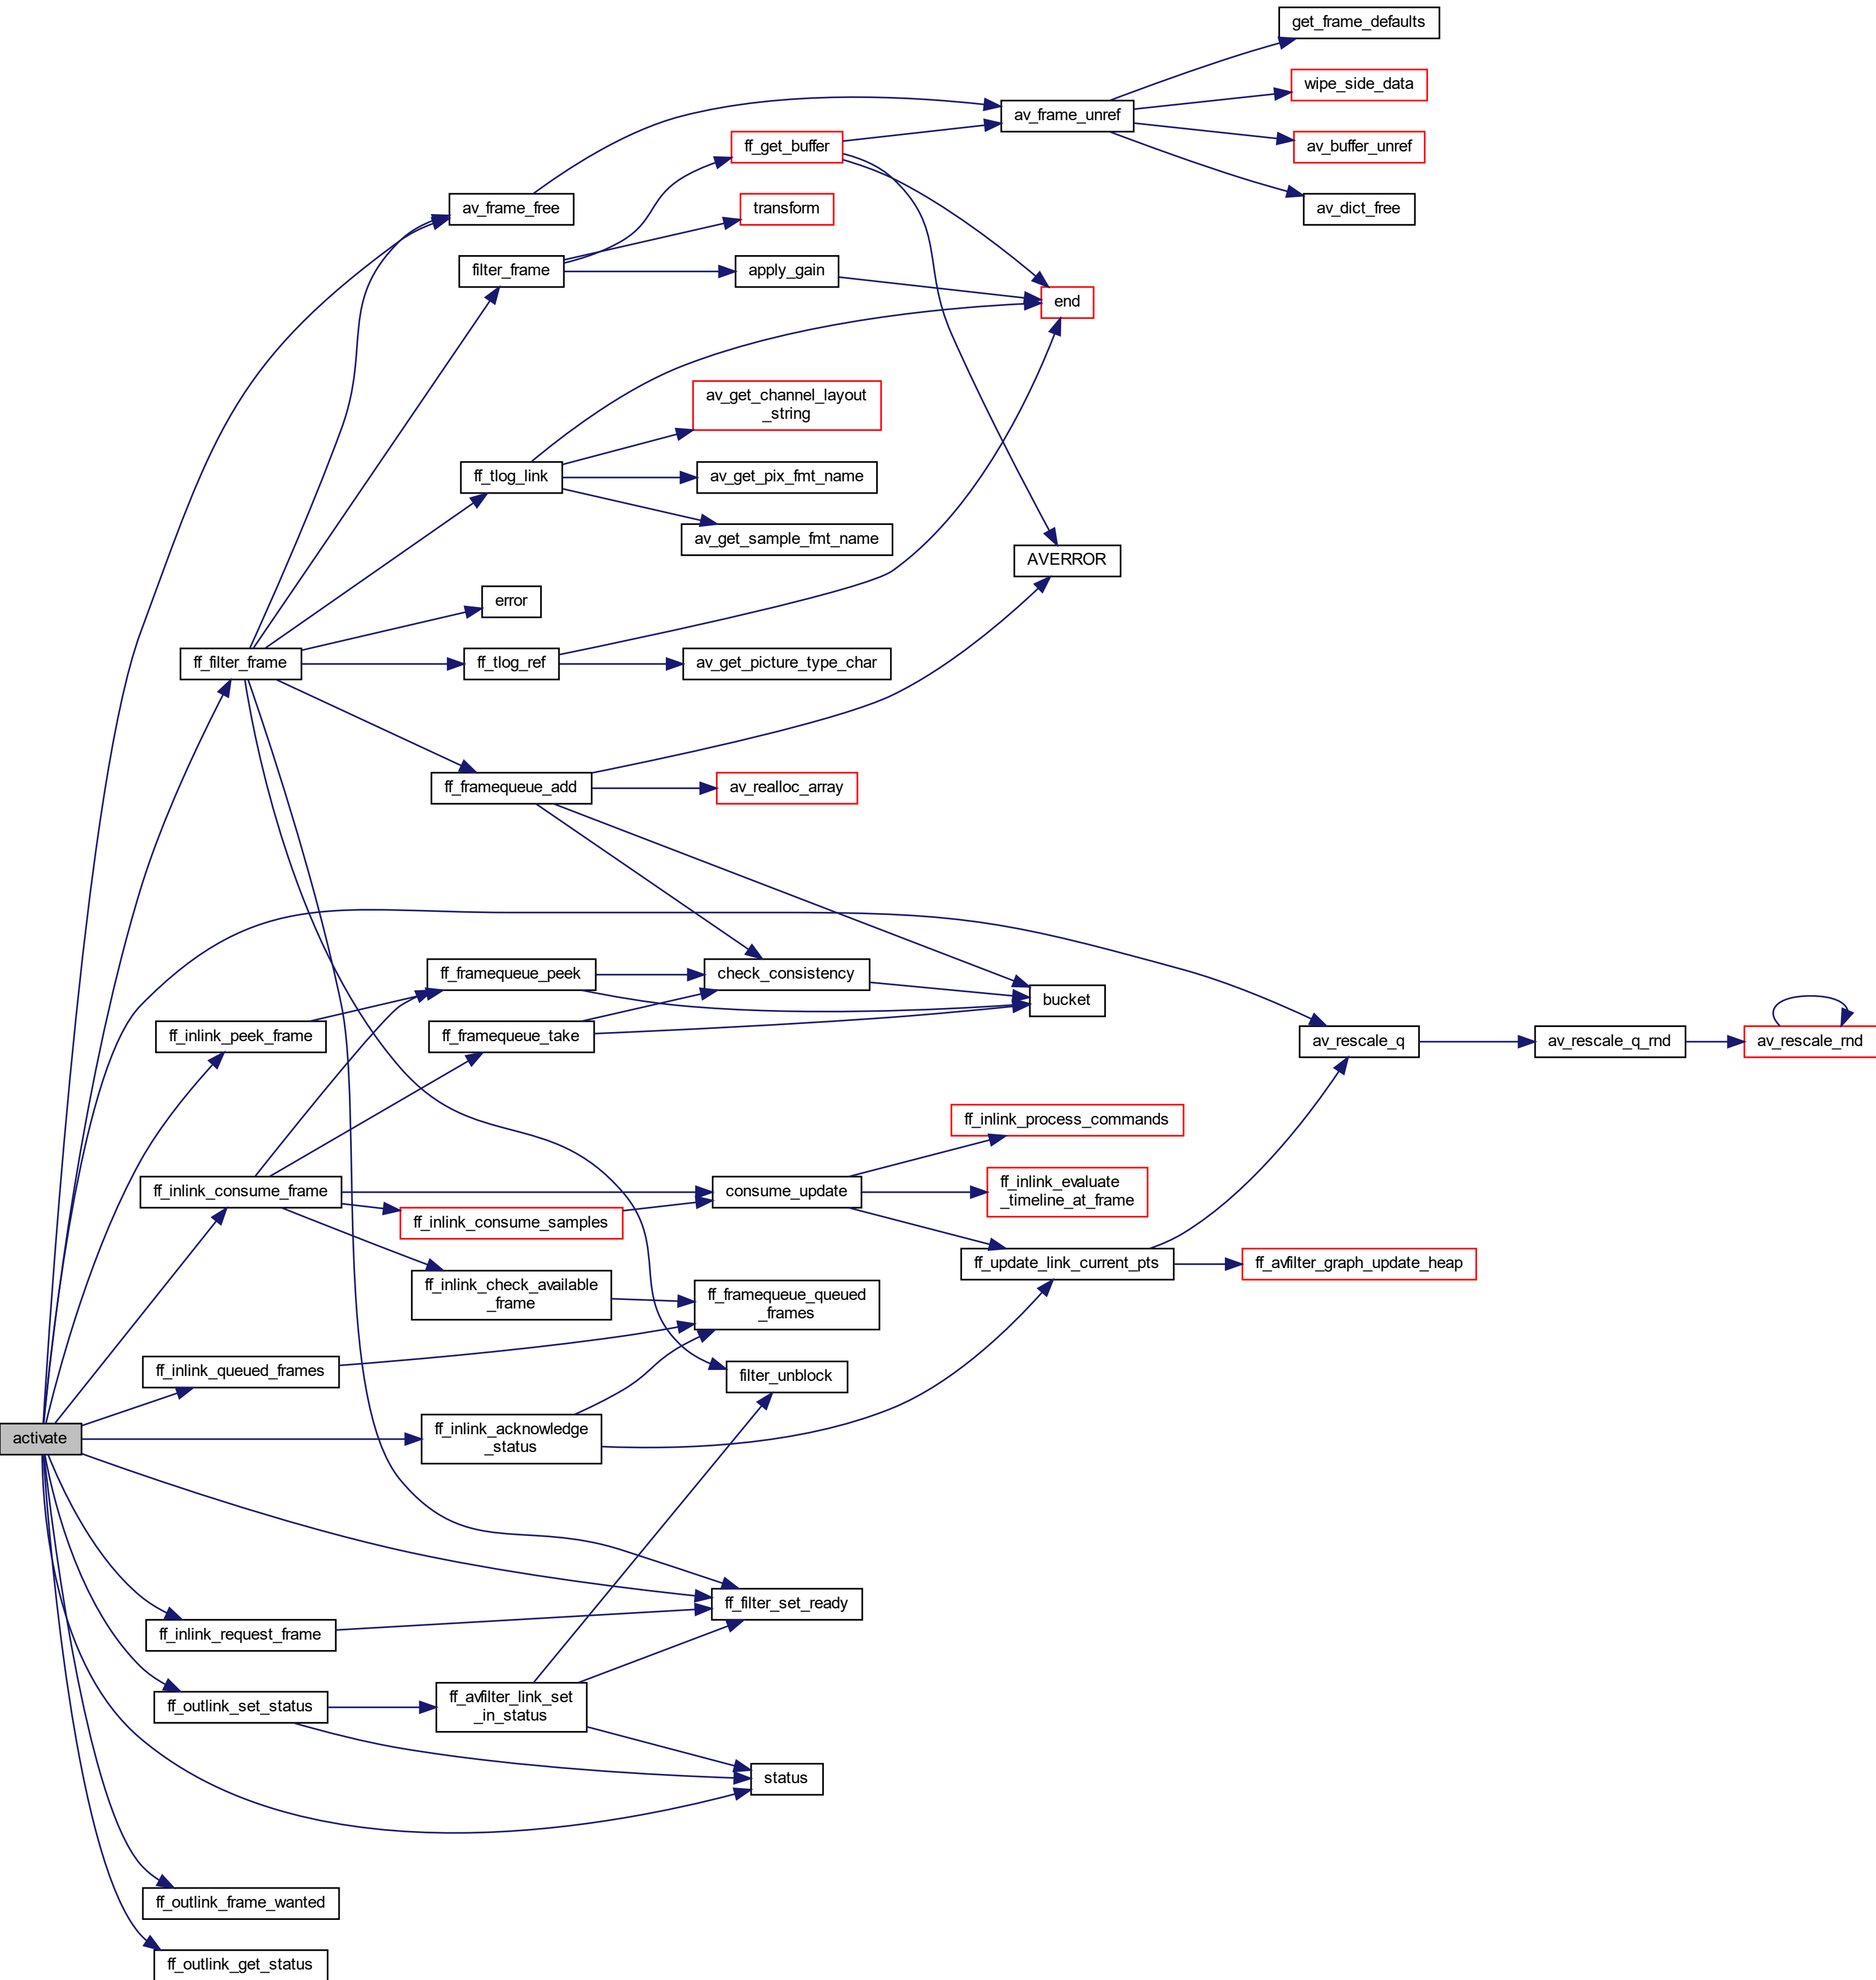 get_frame_defaults
wipe_side_data
av_frame_unref
ff_get_buffer
av_buffer_unref
av_frame_free
transform
av_dict_free
filter_frame
apply_gain
end
av_get_channel_layout
_string
ff_tlog_link
av_get_pix_fmt_name
av_get_sample_fmt_name
AVERROR
error
ff_filter_frame
ff_tlog_ref
av_get_picture_type_char
ff_framequeue_add
av_realloc_array
ff_framequeue_peek
check_consistency
bucket
ff_inlink_peek_frame
ff_framequeue_take
av_rescale_q
av_rescale_q_rnd
av_rescale_rnd
ff_inlink_process_commands
ff_inlink_consume_frame
consume_update
ff_inlink_evaluate
_timeline_at_frame
ff_inlink_consume_samples
ff_update_link_current_pts
ff_avfilter_graph_update_heap
ff_inlink_check_available
_frame
ff_framequeue_queued
_frames
ff_inlink_queued_frames
filter_unblock
activate
ff_inlink_acknowledge
_status
ff_filter_set_ready
ff_inlink_request_frame
ff_outlink_set_status
ff_avfilter_link_set
_in_status
status
ff_outlink_frame_wanted
ff_outlink_get_status